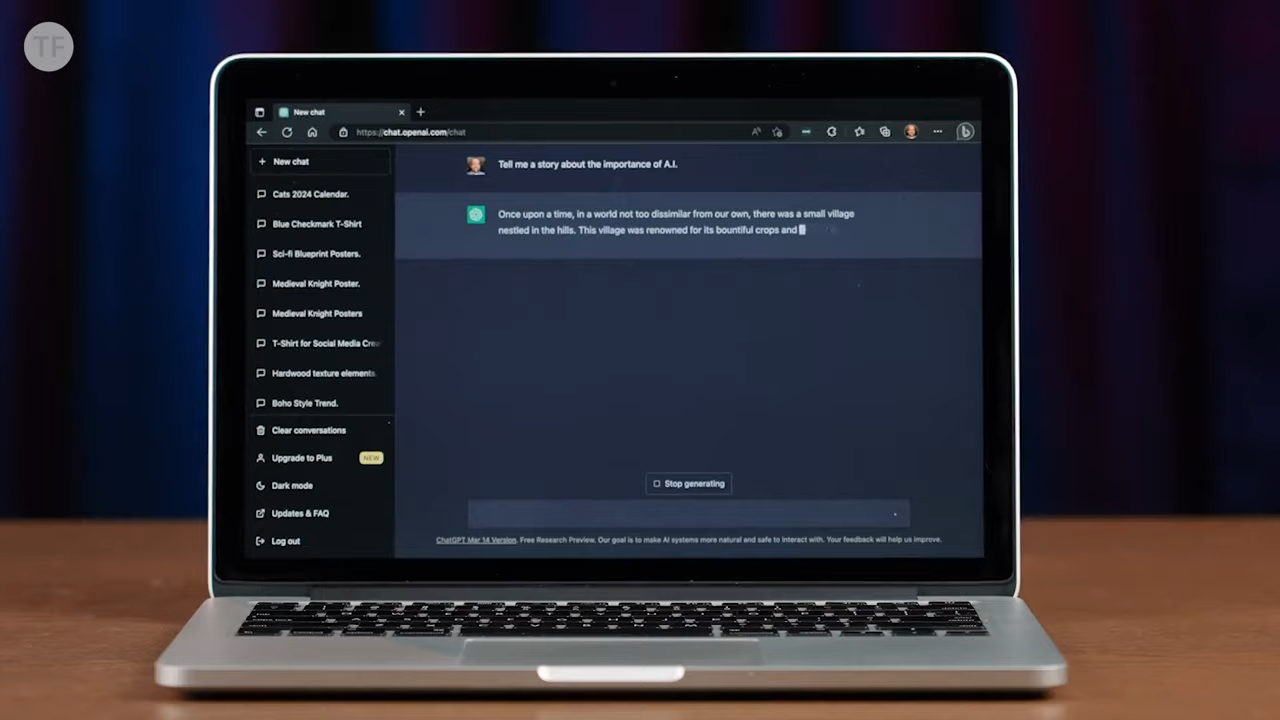 TF
New chat
https://chat.openai.com/chat
New chat
Cats 2024 Calendar.
Blue Checkmark T-Shirt
Sci-fi Blueprint Posters.
Medieval Knight Poster.
Medieval Knight Posters
T-Shirt for Social Media Crea
Hardwood texture elements.
Boho Style Trend.
Clear conversations
Upgrade to Plus NEW
Dark mode
Updates & FAQ
Log out
Tell me a story about the importance of A.I.
Once upon a time, in a world not too dissimilar from our own, there was a small village
nestled in the hills. This village was renowned for its bountiful crops and
Stop generating
ChatGPT Mar 14 Version. Free Research Preview. Our goal is to make AI systems more natural and safe to interact with. Your feedback will help us improve.